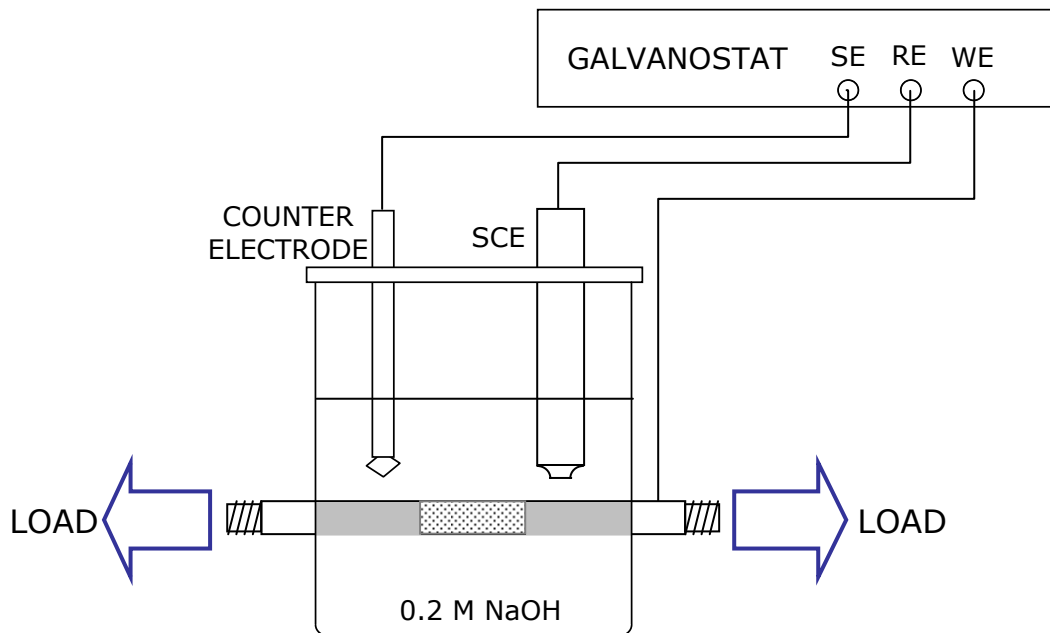 GALVANOSTAT SE RE WE
COUNTER
ELECTRODE
SCE
LOAD
LOAD
0.2 M NaOH